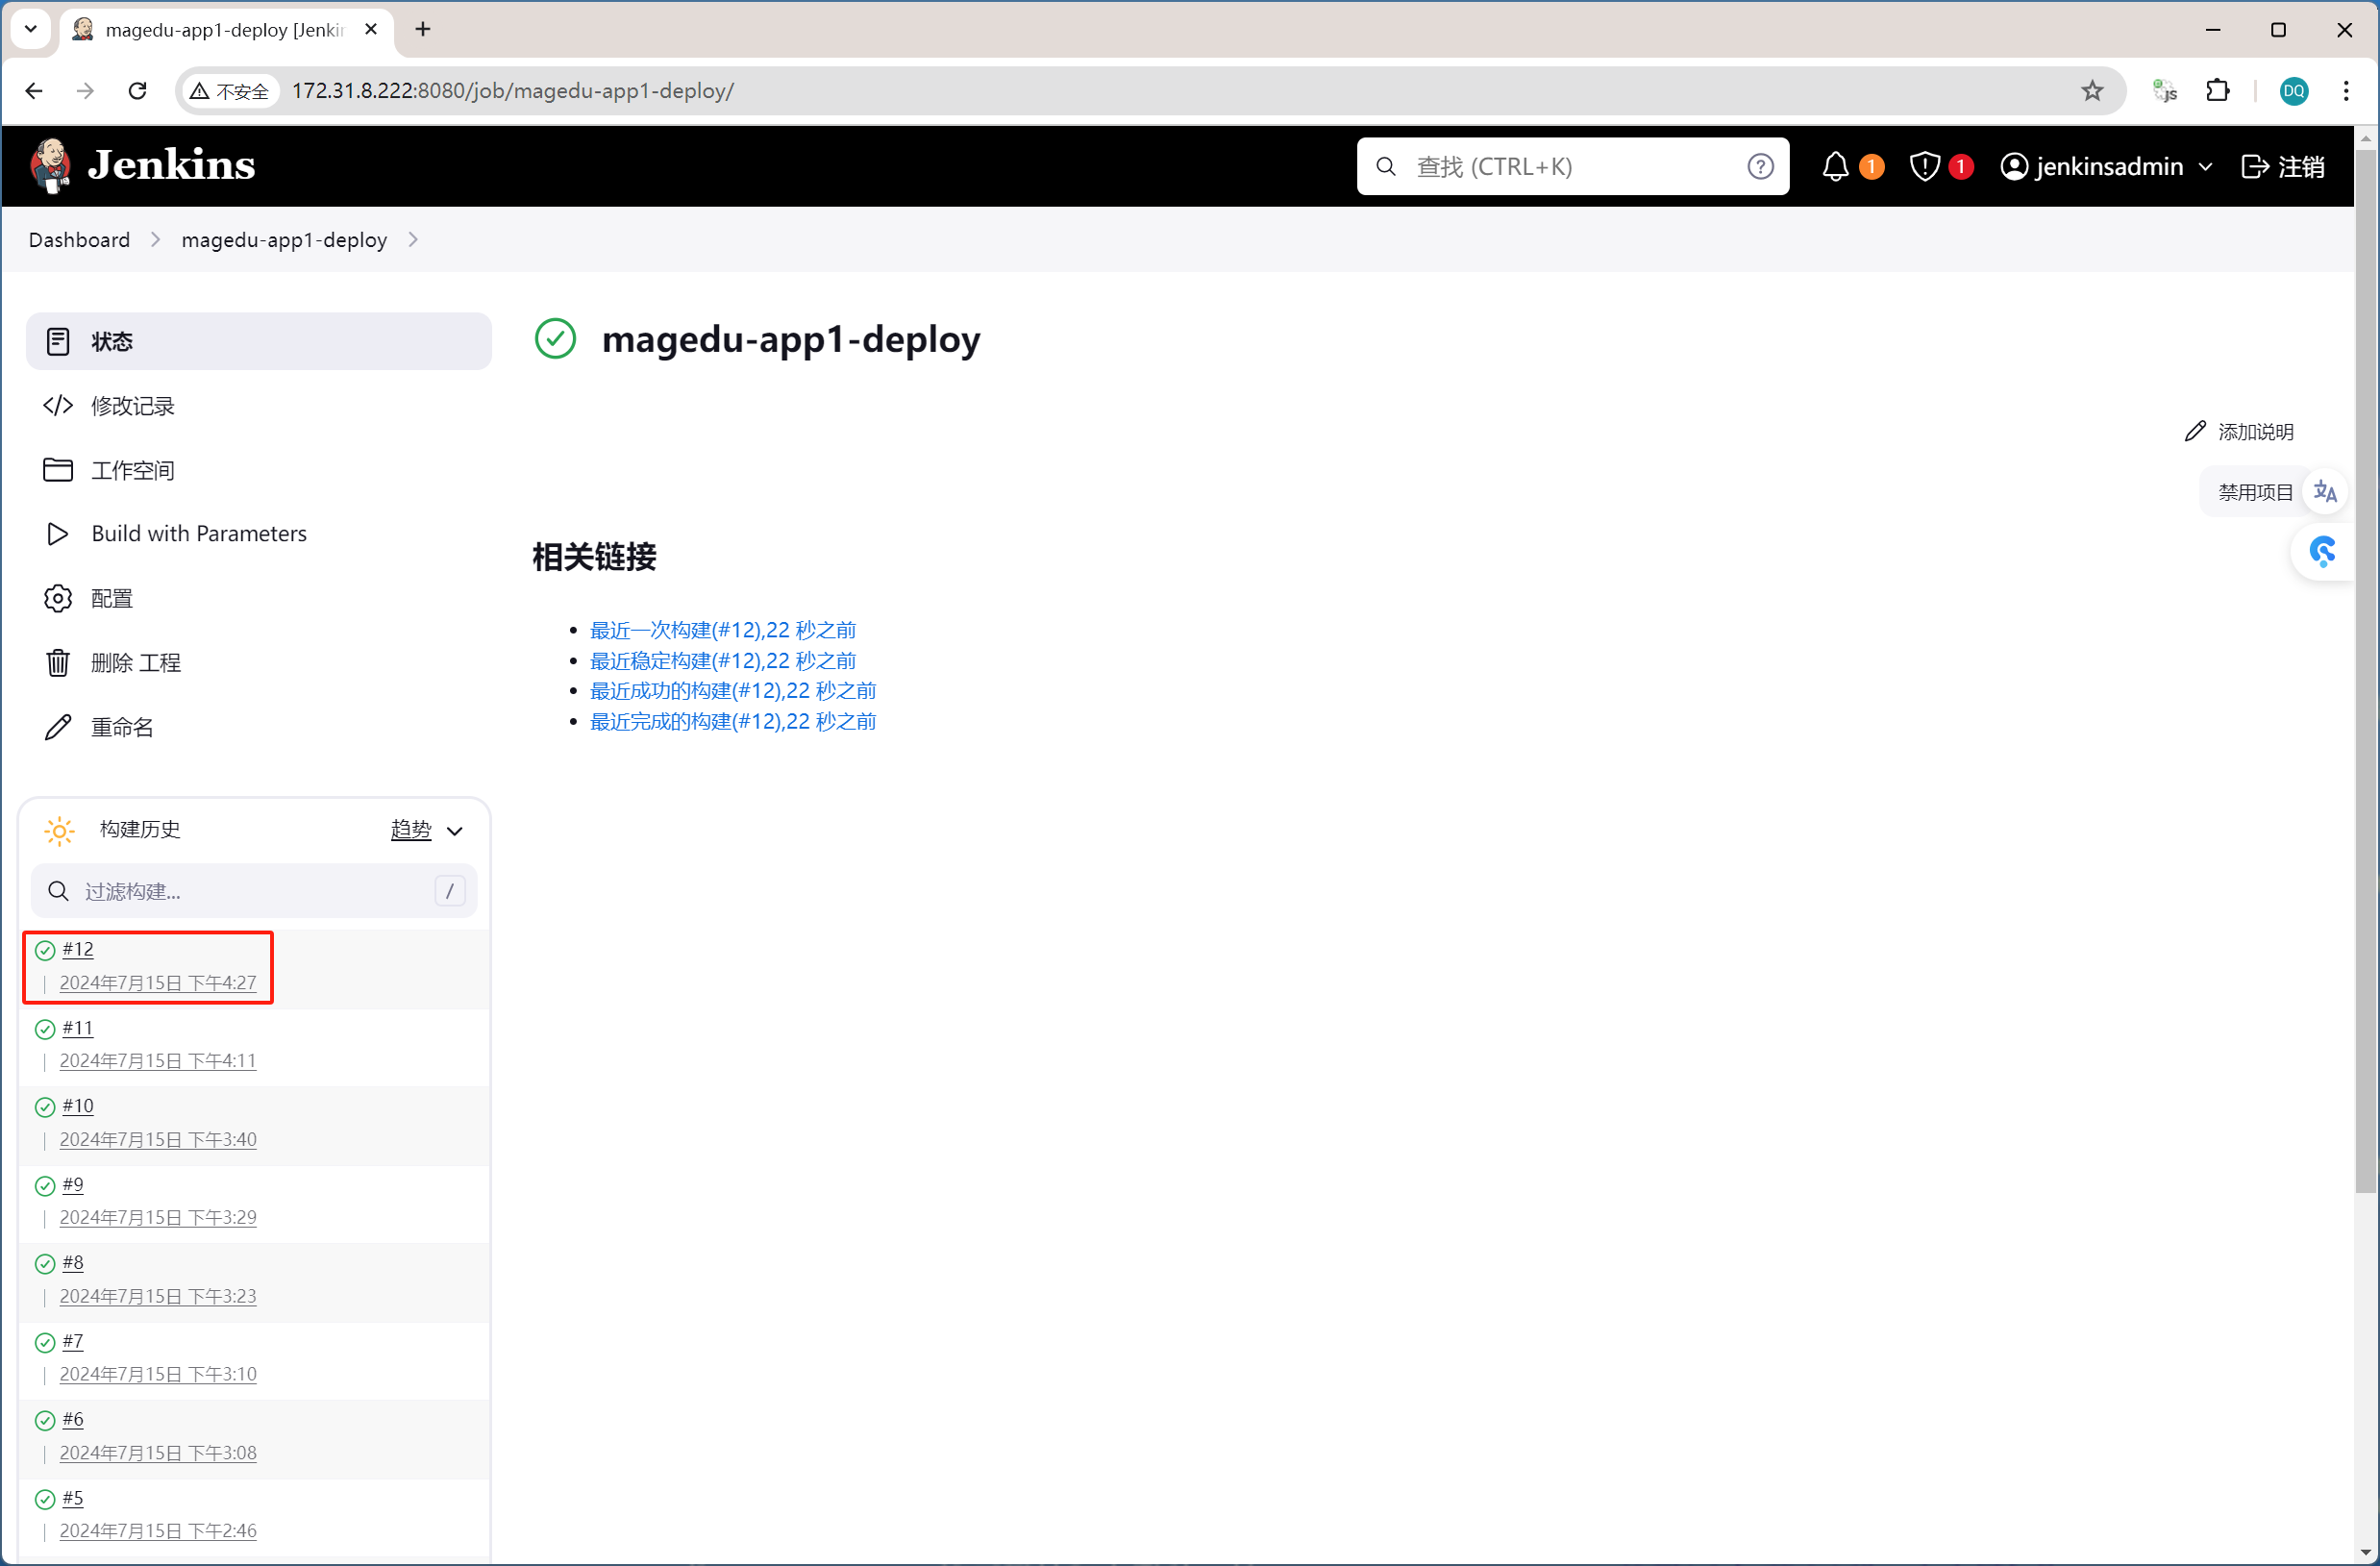 magedu-app1-deploy [Jenkin
不安全
172.31.8.222:8080/job/magedu-app1-deploy/
JS
DQ
Jenkins
查找 (CTRL+K)
?
1
1
jenkinsadmin
注销
Dashboard
magedu-app1-deploy
状态
修改记录
工作空间
Build with Parameters
配置
删除 工程
重命名
magedu-app1-deploy
添加说明
禁用项目
相关链接
最近一次构建(#12),22 秒之前
最近稳定构建(#12),22 秒之前
最近成功的构建(#12),22 秒之前
最近完成的构建(#12),22 秒之前
构建历史
趋势
过滤构建...
/
#12
2024年7月15日 下午4:27
#11
2024年7月15日 下午4:11
#10
2024年7月15日 下午3:40
#9
2024年7月15日 下午3:29
#8
2024年7月15日 下午3:23
#7
2024年7月15日 下午3:10
#6
2024年7月15日 下午3:08
#5
2024年7月15日 下午2:46